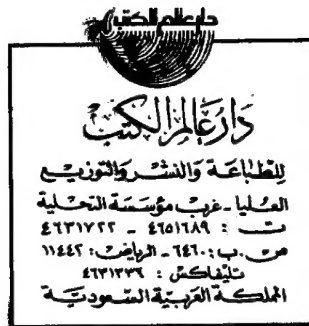 دار عالم الكتب
دار عالم الكتب
للطباعة والنشر والتوزيع
العليا - غرب مؤسسة التحلية
ت : ٤٦٥١٦٨٩ - ٤٦٣١٧٢٢
ص.ب: ٦٤٦٠ - الرياض: ١١٤٤٢
تليفاكس : ٤٦٣١٣٣٦
المملكة العربية السعودية